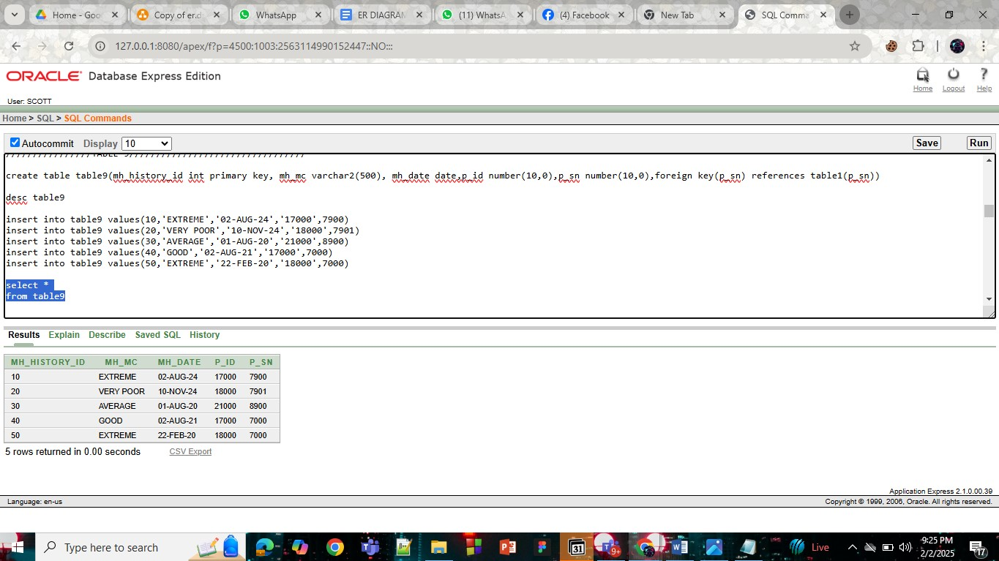 Home - Goo
Copy of er.d
WhatsApp
ER DIAGRAM
(11) WhatsA
(4) Facebook
New Tab
SQL Comma
127.0.0.1:8080/apex/f?p=4500:1003:2563114990152447::NO:::
ORACLE Database Express Edition
Home Logout Help
User: SCOTT
Home > SQL > SQL Commands
Autocommit Display 10 Save Run
create table table9(mh_history_id int primary key, mh_mc varchar2(500), mh_date date,p_id number(10,0),p_sn number(10,0),foreign key(p_sn) references table1(p_sn))
desc table9
insert into table9 values(10,'EXTREME','02-AUG-24','17000',7900)
insert into table9 values(20,'VERY POOR','10-NOV-24','18000',7901)
insert into table9 values(30,'AVERAGE','01-AUG-20','21000',8900)
insert into table9 values(40,'GOOD','02-AUG-21','17000',7000)
insert into table9 values(50,'EXTREME','22-FEB-20','18000',7000)
select *
from table9
Results Explain Describe Saved SQL History
MH_HISTORY_ID MH_MC MH_DATE P_ID P_SN
10 EXTREME 02-AUG-24 17000 7900
20 VERY POOR 10-NOV-24 18000 7901
30 AVERAGE 01-AUG-20 21000 8900
40 GOOD 02-AUG-21 17000 7000
50 EXTREME 22-FEB-20 18000 7000
5 rows returned in 0.00 seconds CSV Export
Application Express 2.1.0.00.39
Language: en-us Copyright © 1999, 2006, Oracle. All rights reserved.
Type here to search
31
9+
Live
9:25 PM
2/2/2025
17